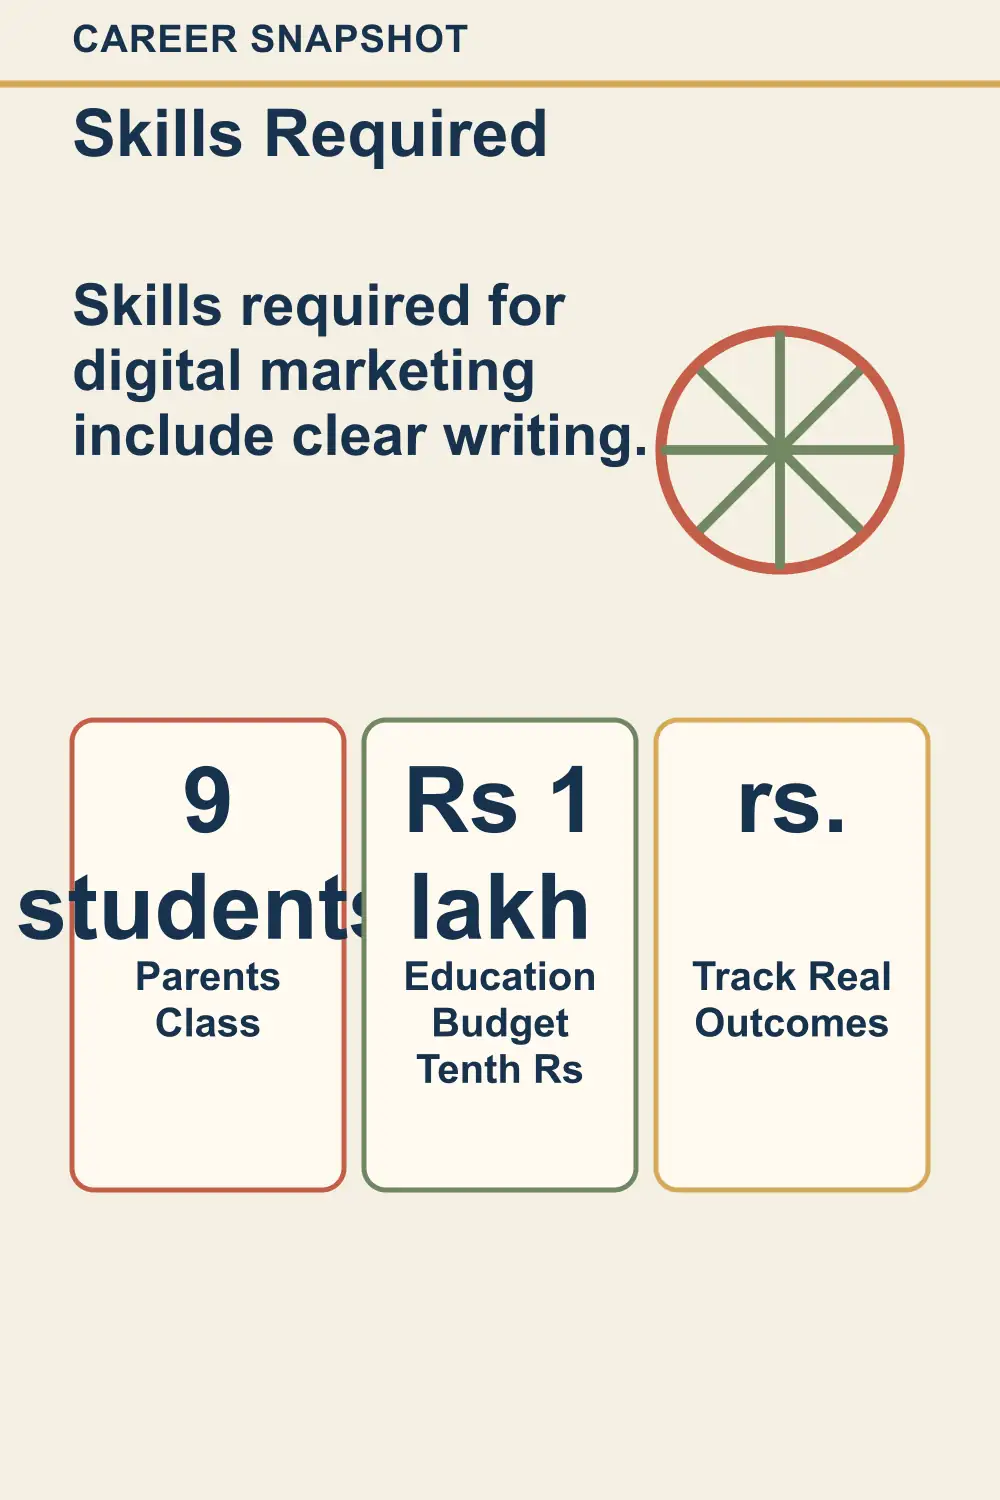 CAREER SNAPSHOT
Skills Required
Skills required for
digital marketing
include clear writing.
9
students
Parents
Class
Rs 1
lakh
Education
Budget
Tenth Rs
rs.
Track Real
Outcomes